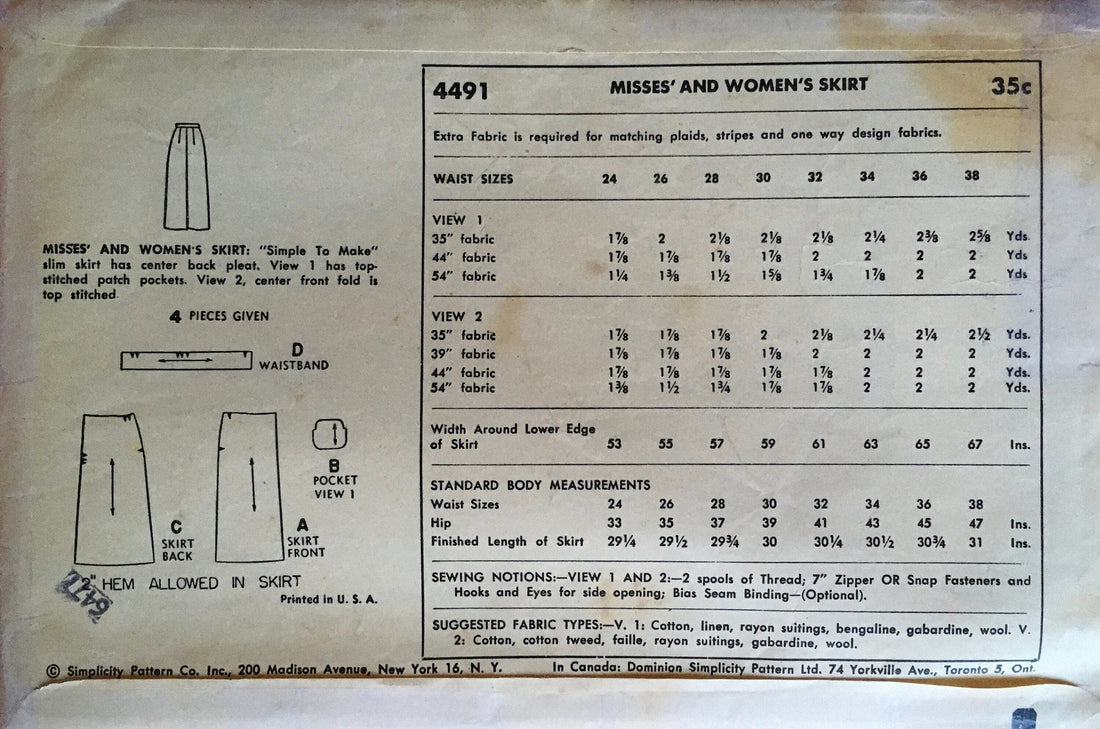 MISSES' AND WOMEN'S SKIRT: "Simple To Make"
slim skirt has center back pleat. View 1 has top-
stitched patch pockets. View 2, center front fold is
top stitched
4 PIECES GIVEN
D
WAISTBAND
B
POCKET
VIEW 1
C
SKIRT
BACK
A
SKIRT
FRONT
2" HEM ALLOWED IN SKIRT
Printed in U. S. A.
4491 MISSES' AND WOMEN'S SKIRT 35c
Extra Fabric is required for matching plaids, stripes and one way design fabrics.
WAIST SIZES 24 26 28 30 32 34 36 38
VIEW 1
35" fabric 1⅞ 2 2⅛ 2⅛ 2⅛ 2¼ 2⅜ 2⅝ Yds.
44" fabric 1⅞ 1⅞ 1⅞ 1⅞ 2 2 2 2 Yds
54" fabric 1¼ 1⅜ 1½ 1⅝ 1¾ 1⅞ 2 2 Yds
VIEW 2
35" fabric 1⅞ 1⅞ 1⅞ 2 2⅛ 2¼ 2¼ 2½ Yds.
39" fabric 1⅞ 1⅞ 1⅞ 1⅞ 2 2 2 2 Yds.
44" fabric 1⅞ 1⅞ 1⅞ 1⅞ 1⅞ 2 2 2 Yds.
54" fabric 1⅜ 1½ 1¾ 1⅞ 1⅞ 2 2 2 Yds.
Width Around Lower Edge
of Skirt 53 55 57 59 61 63 65 67 Ins.
STANDARD BODY MEASUREMENTS
Waist Sizes 24 26 28 30 32 34 36 38
Hip 33 35 37 39 41 43 45 47 Ins.
Finished Length of Skirt 29¼ 29½ 29¾ 30 30¼ 30½ 30¾ 31 Ins.
SEWING NOTIONS:—VIEW 1 AND 2:—2 spools of Thread; 7" Zipper OR Snap Fasteners and
Hooks and Eyes for side opening; Bias Seam Binding—(Optional).
SUGGESTED FABRIC TYPES:—V. 1: Cotton, linen, rayon suitings, bengaline, gabardine, wool. V.
2: Cotton, cotton tweed, faille, rayon suitings, gabardine, wool.
© Simplicity Pattern Co. Inc., 200 Madison Avenue, New York 16, N. Y. In Canada: Dominion Simplicity Pattern Ltd. 74 Yorkville Ave., Toronto 5, Ont.